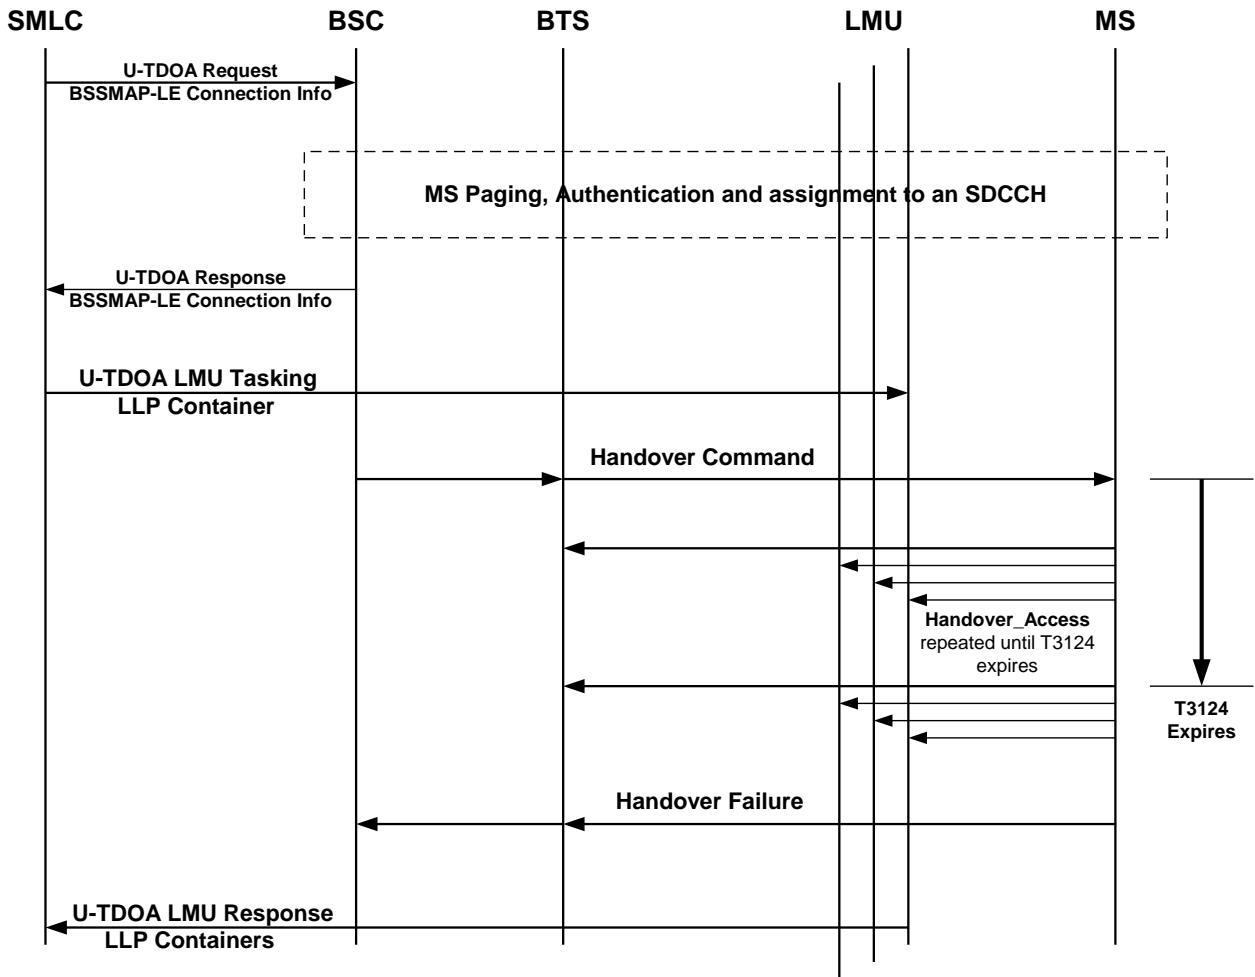 SMLC BSC BTS LMU MS
U-TDOA Request
BSSMAP-LE Connection Info
MS Paging, Authentication and assignment to an SDCCH
U-TDOA Response
BSSMAP-LE Connection Info
U-TDOA LMU Tasking
LLP Container
Handover Command
Handover_Access
repeated until T3124
expires
T3124
Expires
Handover Failure
U-TDOA LMU Response
LLP Containers